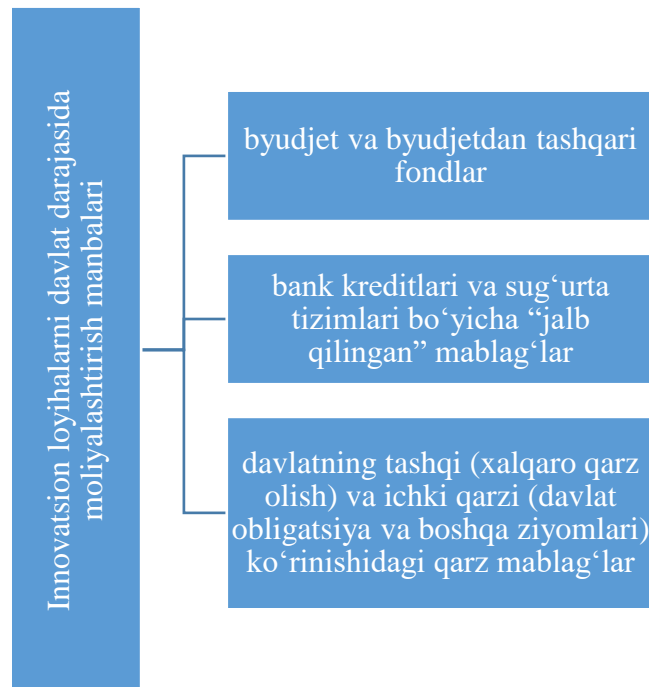 Innovatsion loyihalarni davlat darajasida
moliyalashtirish manbalari
byudjet va byudjetdan tashqari
fondlar
bank kreditlari va sug‘urta
tizimlari bo‘yicha “jalb
qilingan” mablag‘lar
davlatning tashqi (xalqaro qarz
olish) va ichki qarzi (davlat
obligatsiya va boshqa ziyomlari)
ko‘rinishidagi qarz mablag‘lar